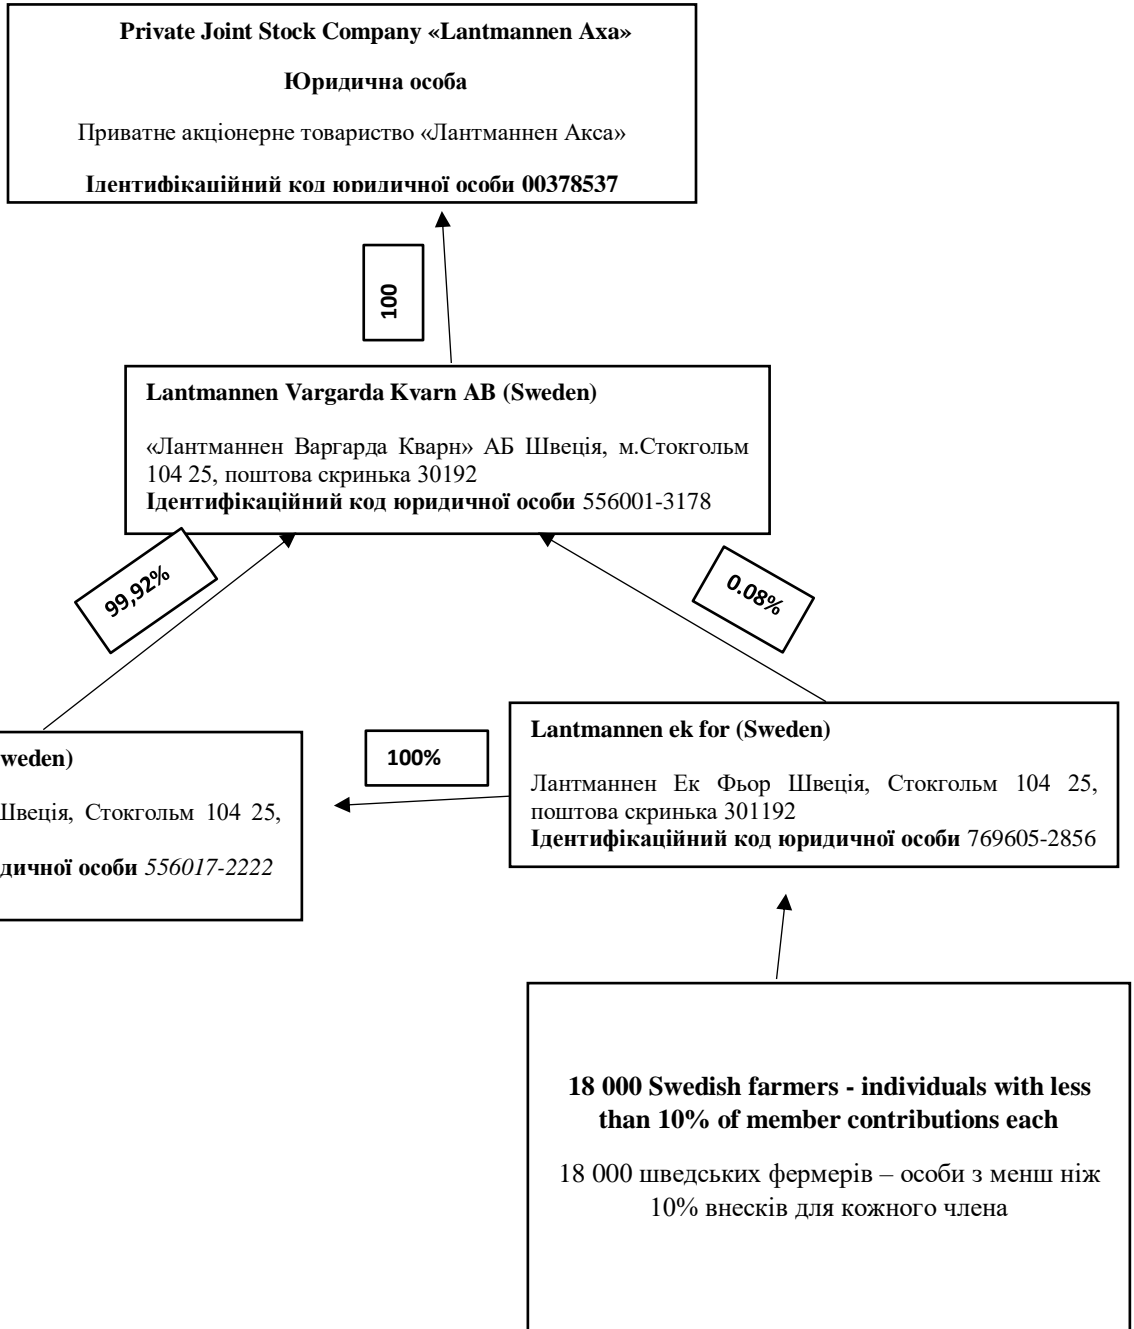 Private Joint Stock Company «Lantmannen Axa»
Юридична особа
Приватне акціонерне товариство «Лантманнен Акса»
Ідентифікаційний код юридичної особи 00378537
100
Lantmannen Vargarda Kvarn AB (Sweden)
«Лантманнен Варгарда Кварн» АБ Швеція, м.Стокгольм
104 25, поштова скринька 30192
Ідентифікаційний код юридичної особи 556001-3178
99,92%
0.08%
weden)
Швеція, Стокгольм 104 25,
дичної особи 556017-2222
100%
Lantmannen ek for (Sweden)
Лантманнен Ек Фьор Швеція, Стокгольм 104 25,
поштова скринька 301192
Ідентифікаційний код юридичної особи 769605-2856
18 000 Swedish farmers - individuals with less
than 10% of member contributions each
18 000 шведських фермерів – особи з менш ніж
10% внесків для кожного члена